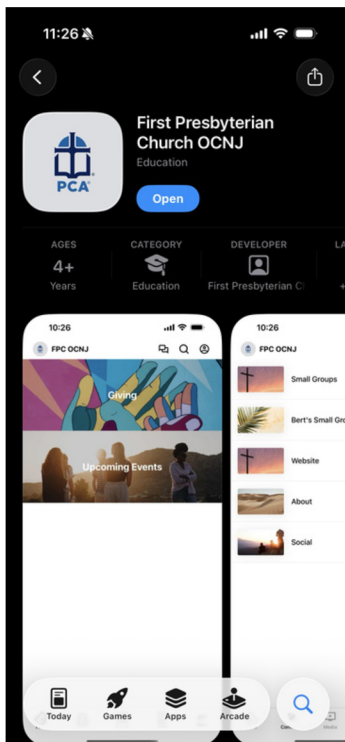 11:26
First Presbyterian
Church OCNJ
Education
Open
PCA
AGES
CATEGORY
DEVELOPER
4+
Years
Education
First Presbyterian
10:26
FPC OCNJ
Giving
Upcoming Events
10:26
FPC OCNJ
Small Groups
Bert's Small
Website
About
Social
Today
Games
Apps
Arcade
Media